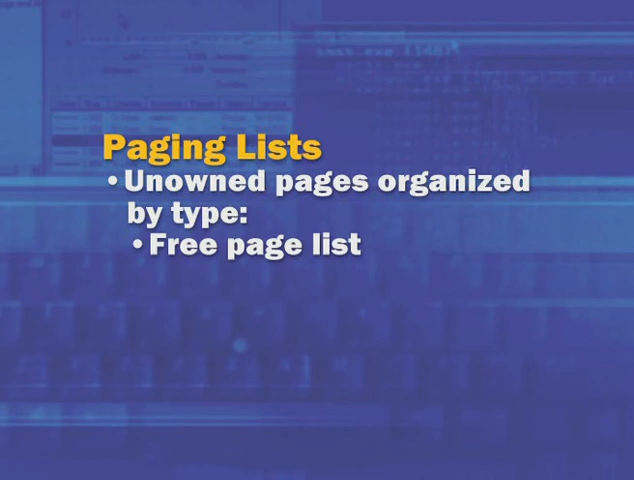 Paging Lists
• Unowned pages organized
by type:
• Free page list